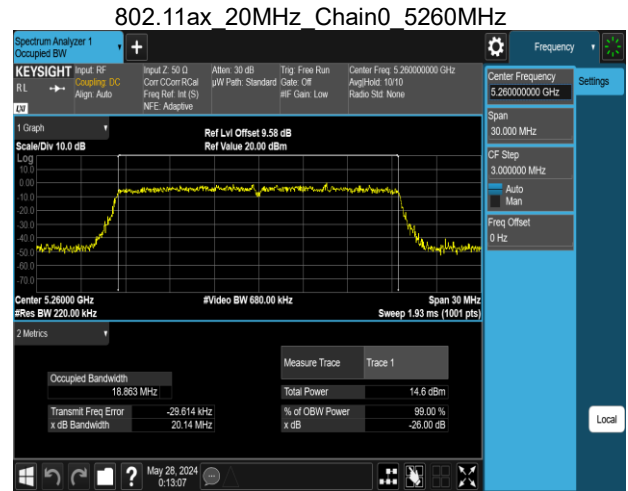 802.11ax_20MHz_Chain0_5260MHz
Spectrum Analyzer 1
Occupied BW
Frequency
KEYSIGHT
RL
LXI
Input: RF
Coupling: DC
Align: Auto
Input Z: 50 Ω
Corr CCorr RCal
Freq Ref: Int (S)
NFE: Adaptive
Atten: 30 dB
µW Path: Standard
Trig: Free Run
Gate: Off
#IF Gain: Low
Center Freq: 5.260000000 GHz
Avg|Hold: 10/10
Radio Std: None
Center Frequency
5.260000000 GHz
Settings
Span
30.000 MHz
CF Step
3.000000 MHz
Auto
Man
Freq Offset
0 Hz
1 Graph
Scale/Div 10.0 dB
Ref Lvl Offset 9.58 dB
Ref Value 20.00 dBm
Log
10.0
0.00
-10.0
-20.0
-30.0
-40.0
-50.0
-60.0
-70.0
Center 5.26000 GHz
#Video BW 680.00 kHz
Span 30 MHz
#Res BW 220.00 kHz
Sweep 1.93 ms (1001 pts)
2 Metrics
Measure Trace Trace 1
Occupied Bandwidth
18.863 MHz
Total Power 14.6 dBm
Transmit Freq Error -29.614 kHz
% of OBW Power 99.00 %
x dB Bandwidth 20.14 MHz
x dB -26.00 dB
Local
May 28, 2024
0:13:07